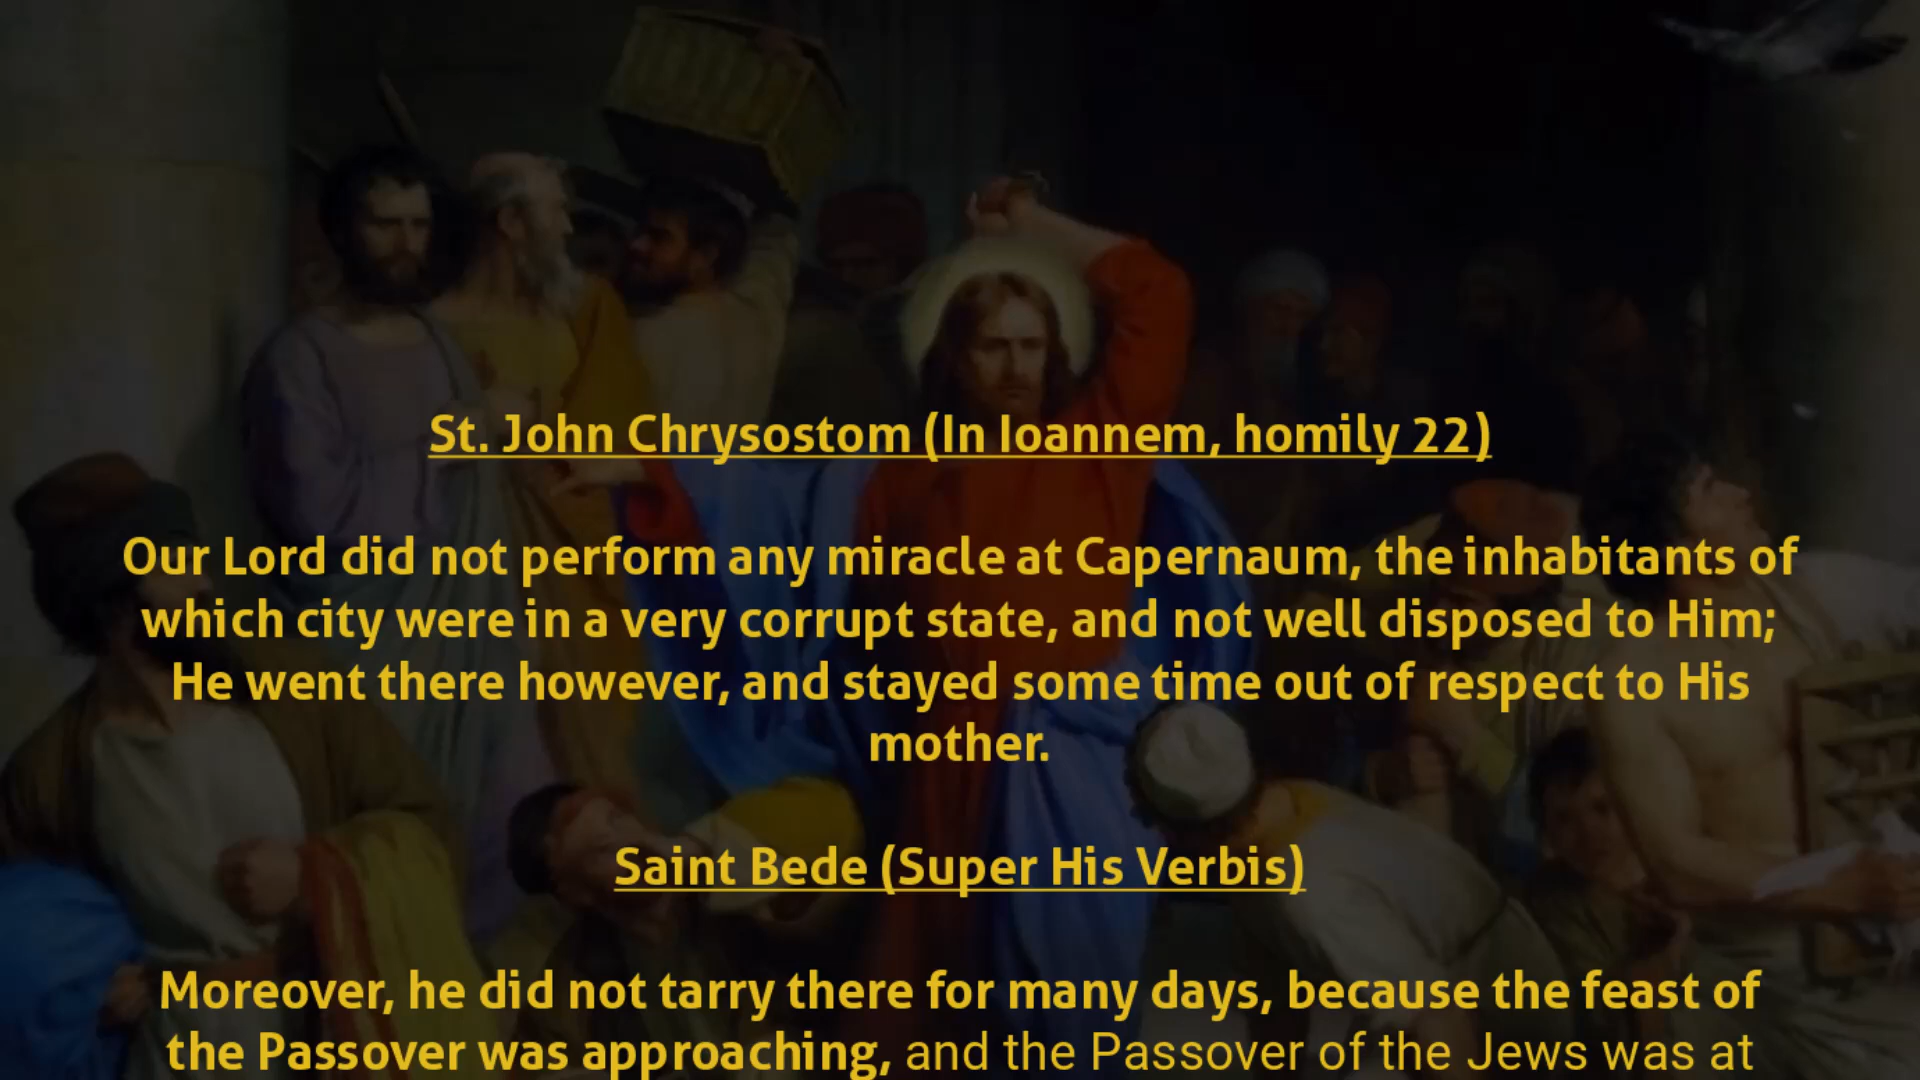 St. John Chrysostom (In Ioannem, homily 22)
Our Lord did not perform any miracle at Capernaum, the inhabitants of
which city were in a very corrupt state, and not well disposed to Him;
He went there however, and stayed some time out of respect to His
mother.
Saint Bede (Super His Verbis)
Moreover, he did not tarry there for many days, because the feast of
the Passover was approaching, and the Passover of the Jews was at